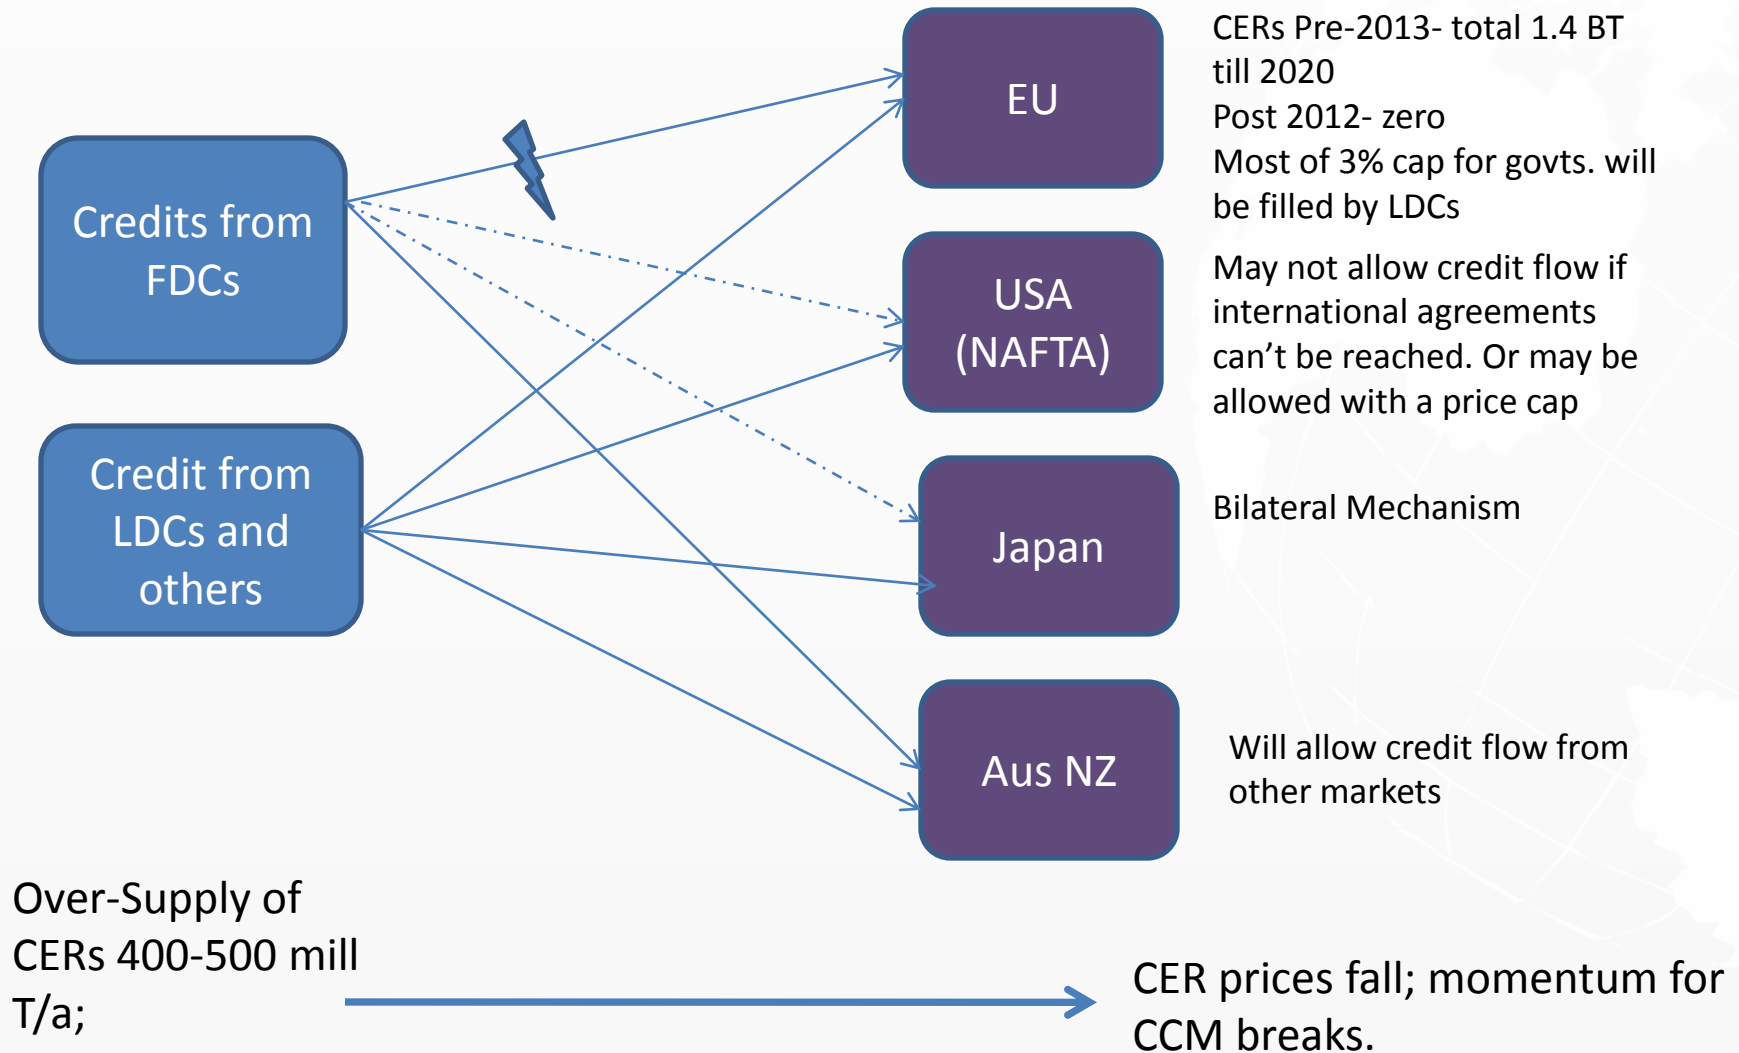 Credits from
FDCs
Credit from
LDCs and
others
EU
USA
(NAFTA)
Japan
Aus NZ
CERs Pre-2013- total 1.4 BT
till 2020
Post 2012- zero
Most of 3% cap for govts. will
be filled by LDCs
May not allow credit flow if
international agreements
can’t be reached. Or may be
allowed with a price cap
Bilateral Mechanism
Will allow credit flow from
other markets
Over-Supply of
CERs 400-500 mill
T/a;
CER prices fall; momentum for
CCM breaks.